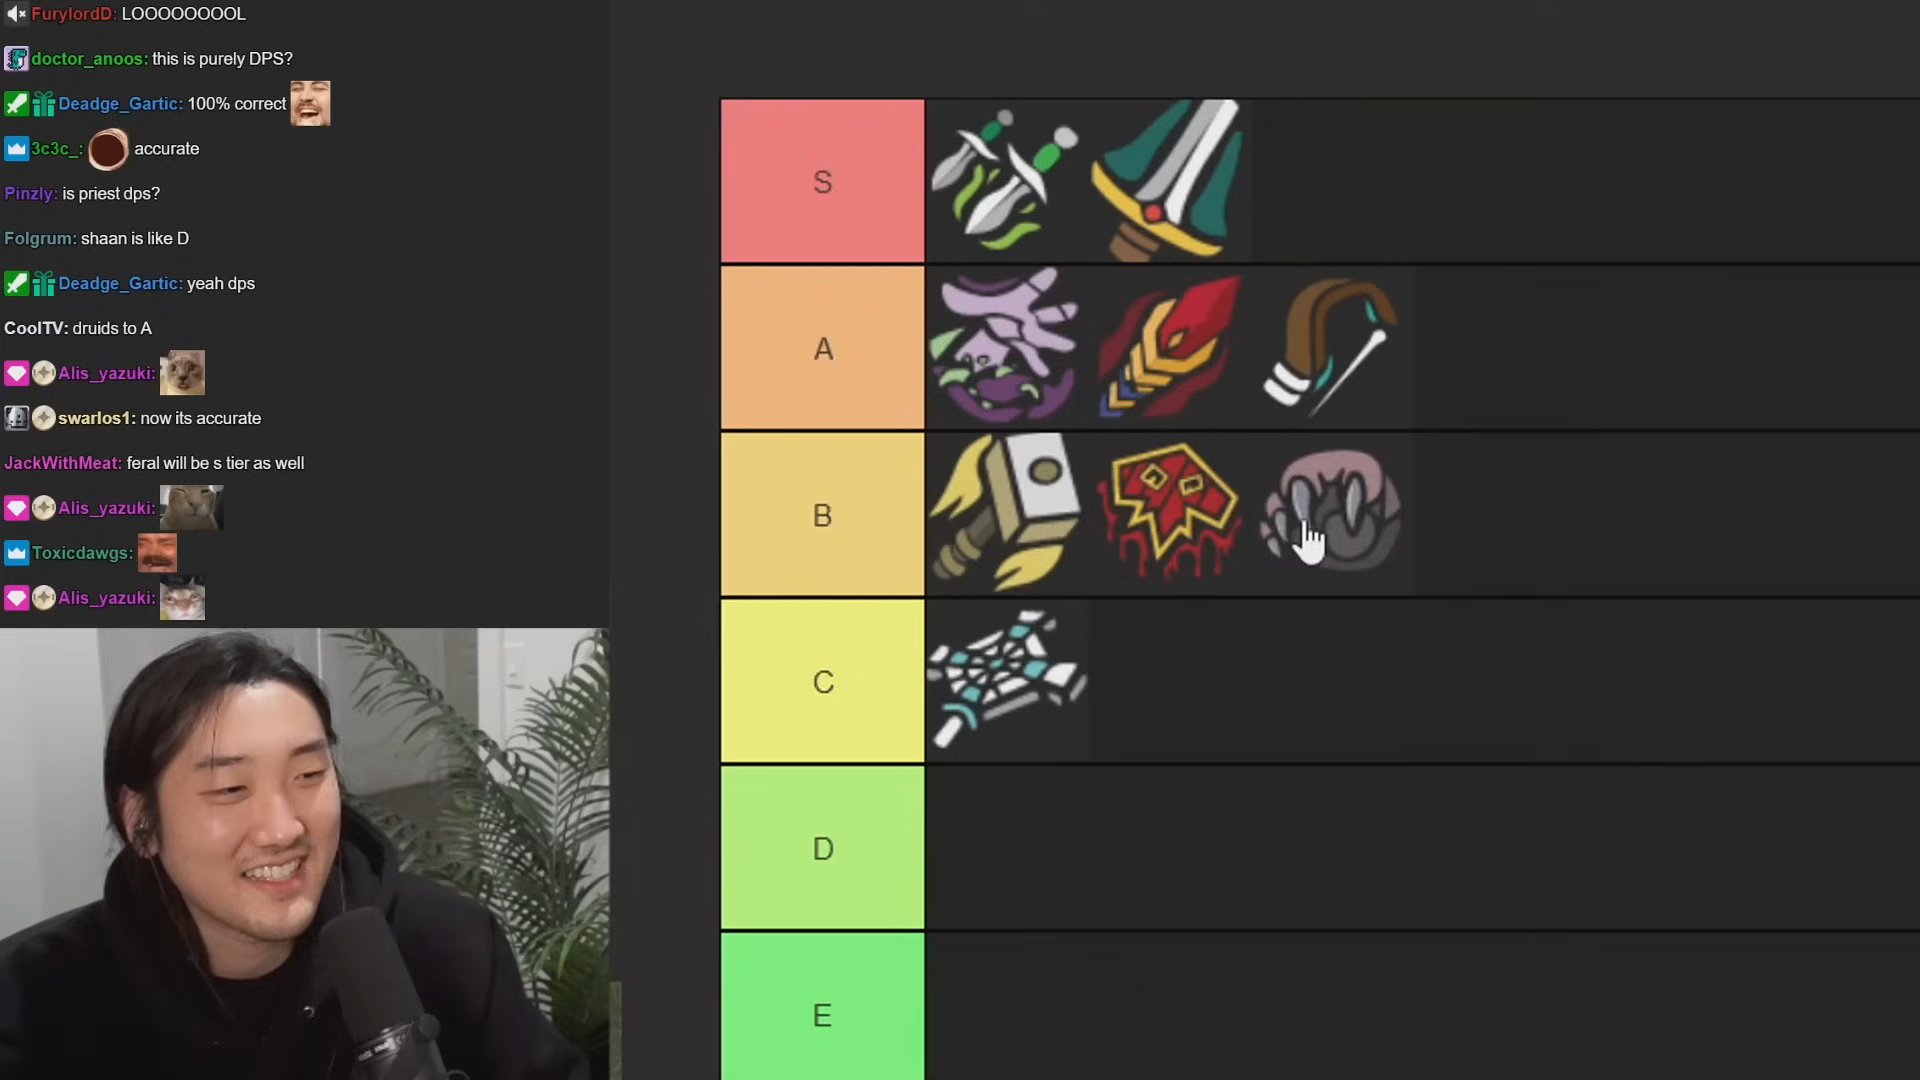 FurylordD: LOOOOOOOOL
doctor_anoos: this is purely DPS?
Deadge_Gartic: 100% correct
3c3c_: accurate
Pinzly: is priest dps?
Folgrum: shaan is like D
Deadge_Gartic: yeah dps
CoolTV: druids to A
Alis_yazuki:
swarlos1: now its accurate
JackWithMeat: feral will be s tier as well
Alis_yazuki:
Toxicdawgs:
Alis_yazuki:
S
A
B
C
D
E